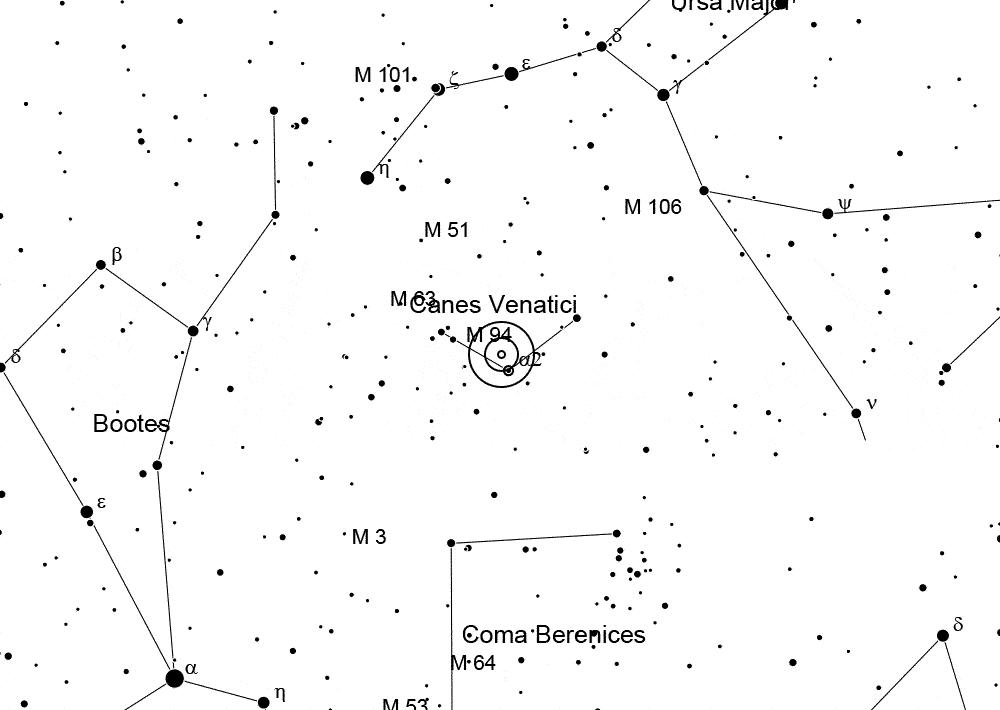 Ursa Major
δ
ε
M 101
ζ
γ
η
M 106
ψ
M 51
β
M 63
Canes Venatici
γ
M 94
δ
α2
ν
Bootes
ε
M 3
δ
Coma Berenices
M 64
α
η
M 53